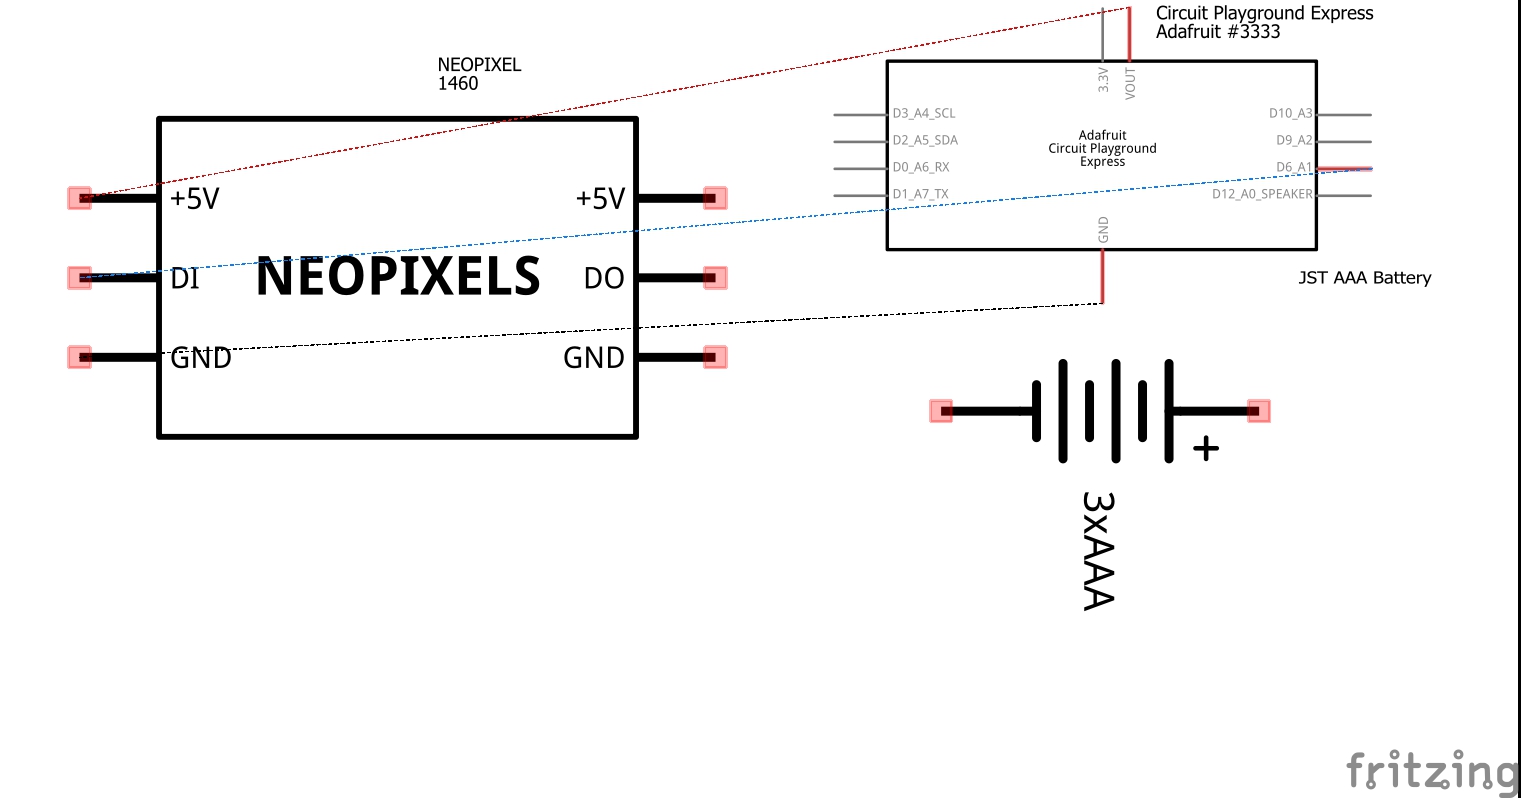 Circuit Playground Express
Adafruit #3333
NEOPIXEL
1460
3.3V
VOUT
D3_A4_SCL
D10_A3
Adafruit
Circuit Playground
Express
D2_A5_SDA
D9_A2
D0_A6_RX
D6_A1
D1_A7_TX
D12_A0_SPEAKER
GND
+5V
+5V
DI
NEOPIXELS
DO
GND
GND
JST AAA Battery
+
3xAAA
fritzing